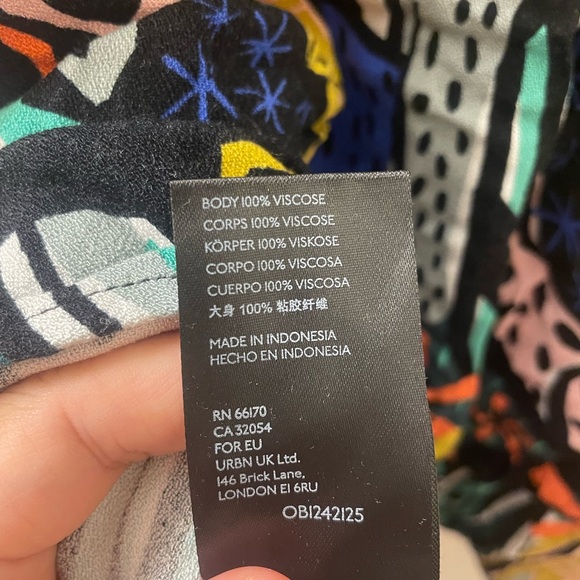 BODY 100% VISCOSE
CORPS 100% VISCOSE
KÖRPER 100% VISKOSE
CORPO 100% VISCOSA
CUERPO 100% VISCOSA
大身 100% 粘胶纤维
MADE IN INDONESIA
HECHO EN INDONESIA
RN 66170
CA 32054
FOR EU
URBN UK Ltd.
146 Brick Lane,
LONDON E1 6RU
OB1242125